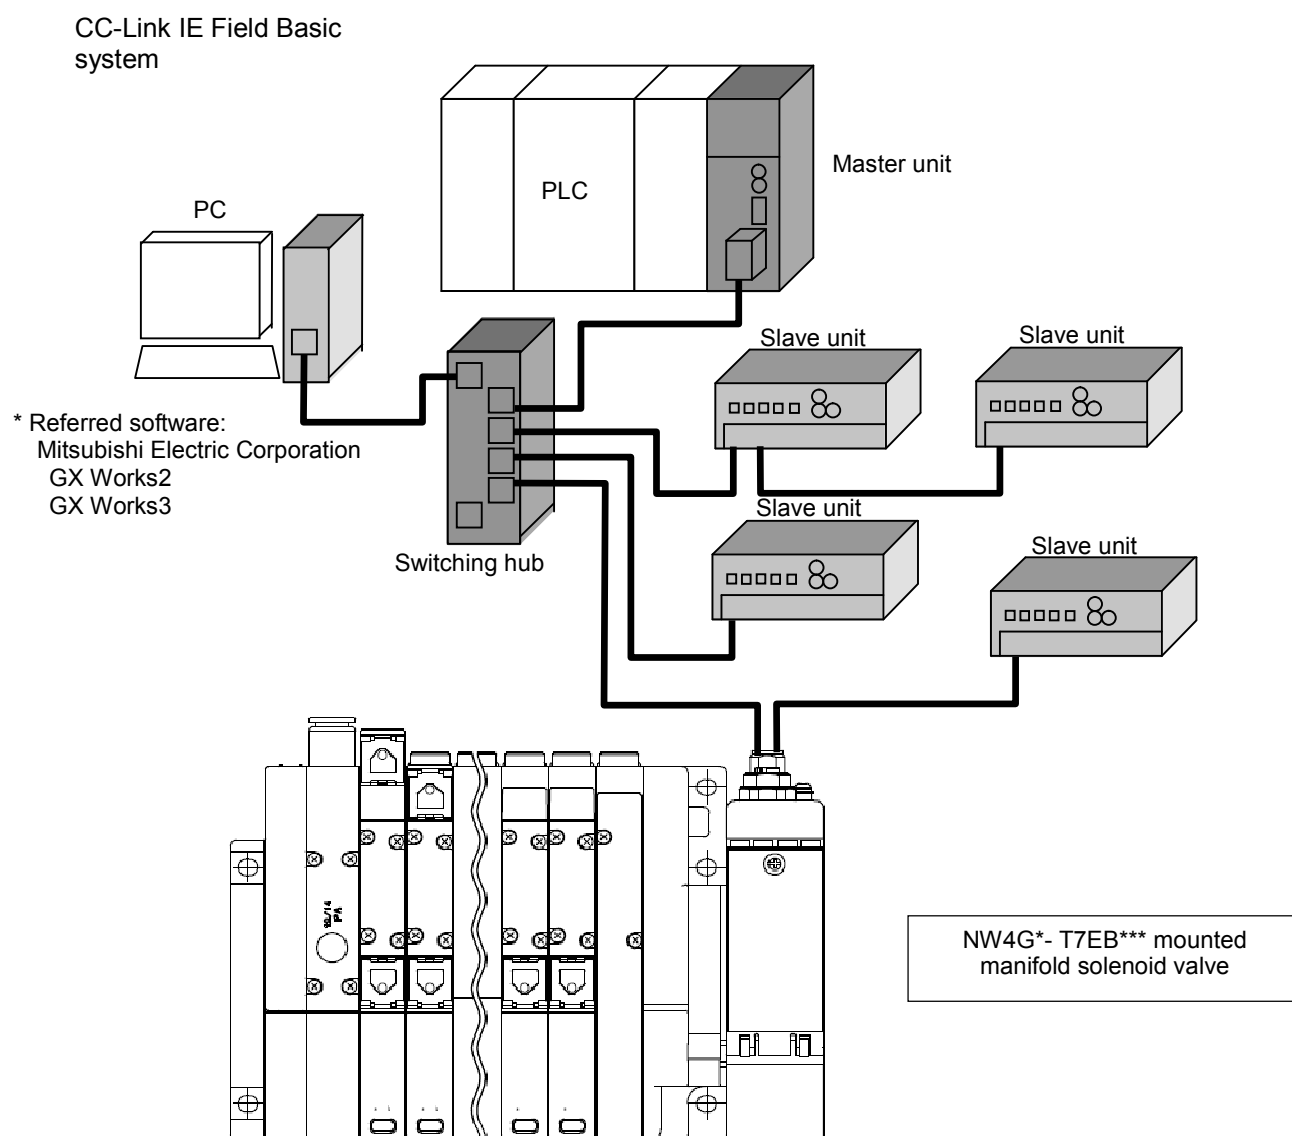 CC-Link IE Field Basic
system
Master unit
PLC
PC
Slave unit
Slave unit
* Referred software:
Mitsubishi Electric Corporation
GX Works2
GX Works3
Slave unit
Slave unit
Switching hub
NW4G*- T7EB*** mounted
manifold solenoid valve